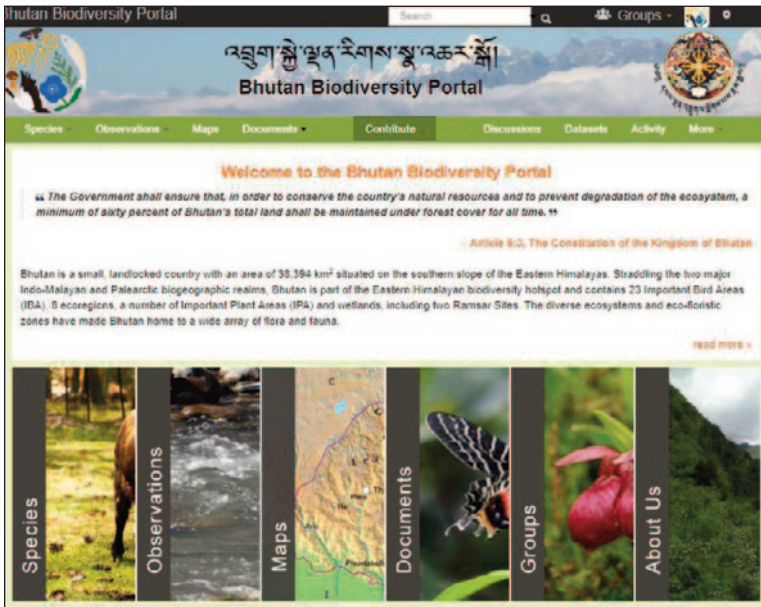 Bhutan Biodiversity Portal
Search
Groups
འབྲུག་སྐྱེ་ལྡན་རིགས་སྣ་འཆར་སྒོ།
Bhutan Biodiversity Portal
Species Observations Maps Documents Contribute Discussions Datasets Activity More
Welcome to the Bhutan Biodiversity Portal
“ The Government shall ensure that, in order to conserve the country's natural resources and to prevent degradation of the ecosystem, a
minimum of sixty percent of Bhutan's total land shall be maintained under forest cover for all time. ”
- Article 5:3, The Constitution of the Kingdom of Bhutan
Bhutan is a small, landlocked country with an area of 38,394 km² situated on the southern slope of the Eastern Himalayas. Straddling the two major
Indo-Malayan and Palearctic biogeographic realms, Bhutan is part of the Eastern Himalayan biodiversity hotspot and contains 23 Important Bird Areas
(IBA), 8 ecoregions, a number of Important Plant Areas (IPA) and wetlands, including two Ramsar Sites. The diverse ecosystems and eco-floristic
zones have made Bhutan home to a wide array of flora and fauna.
read more »
Species
Observations
Maps
Documents
Groups
About Us